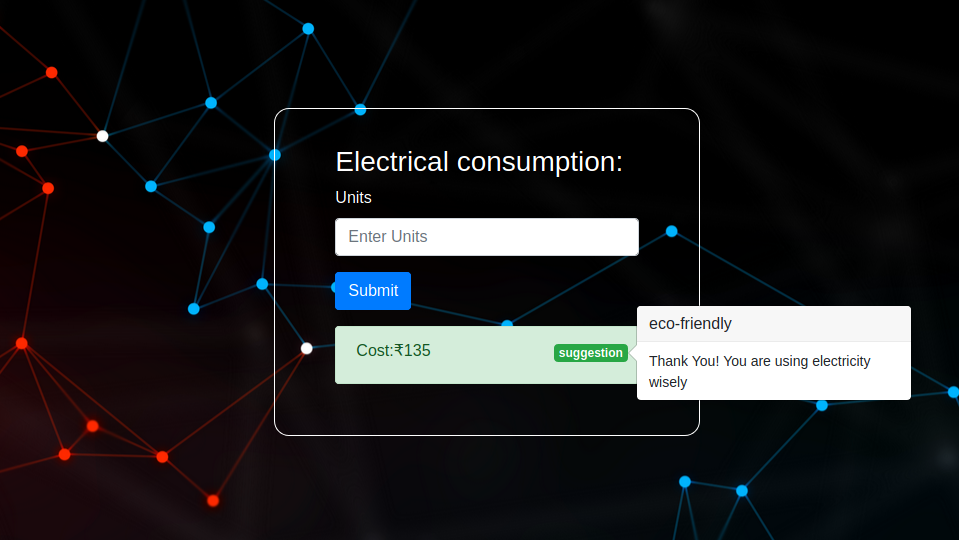 Electrical consumption:
Units
Enter Units
Submit
Cost:₹135
suggestion
eco-friendly
Thank You! You are using electricity
wisely